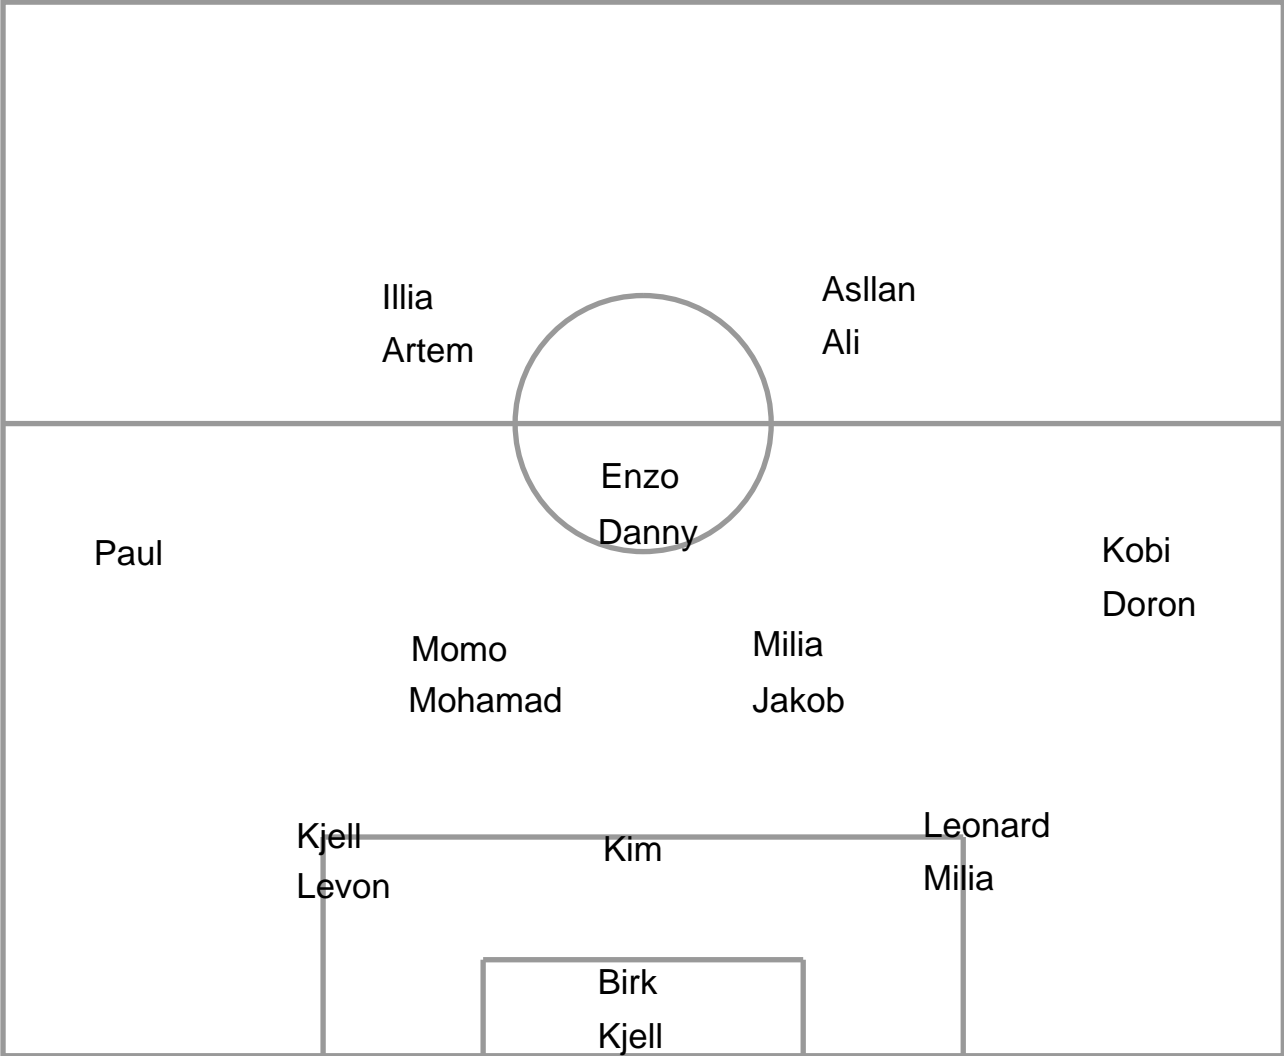 Illia
Artem
Asllan
Ali
Enzo
Danny
Paul
Kobi
Doron
Momo
Mohamad
Milia
Jakob
Kjell
Levon
Kim
Leonard
Milia
Birk
Kjell